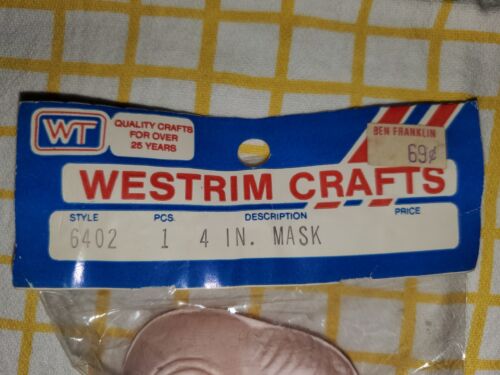 WT
QUALITY CRAFTS
FOR OVER
25 YEARS
BEN FRANKLIN
69¢
WESTRIM CRAFTS
STYLE PCS DESCRIPTION PRICE
6402 1 4 IN. MASK